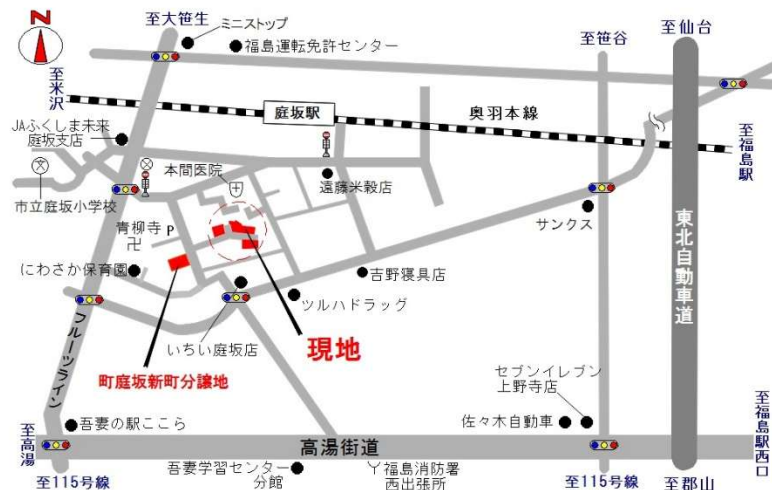 N
至大笹生
ミニストップ
福島運転免許センター
至笹谷
至仙台
至米沢
庭坂駅
奥羽本線
至福島駅
JAふくしま未来
庭坂支店
本間医院
遠藤米穀店
市立庭坂小学校
青柳寺 P
サンクス
東北自動車道
にわさか保育園
吉野寝具店
ツルハドラッグ
フルーツライン
いちい庭坂店
現地
町庭坂新町分譲地
セブンイレブン
上野寺店
佐々木自動車
吾妻の駅ここら
至高湯
高湯街道
至福島駅西口
至115号線
吾妻学習センター
分館
福島消防署
西出張所
至115号線
至郡山